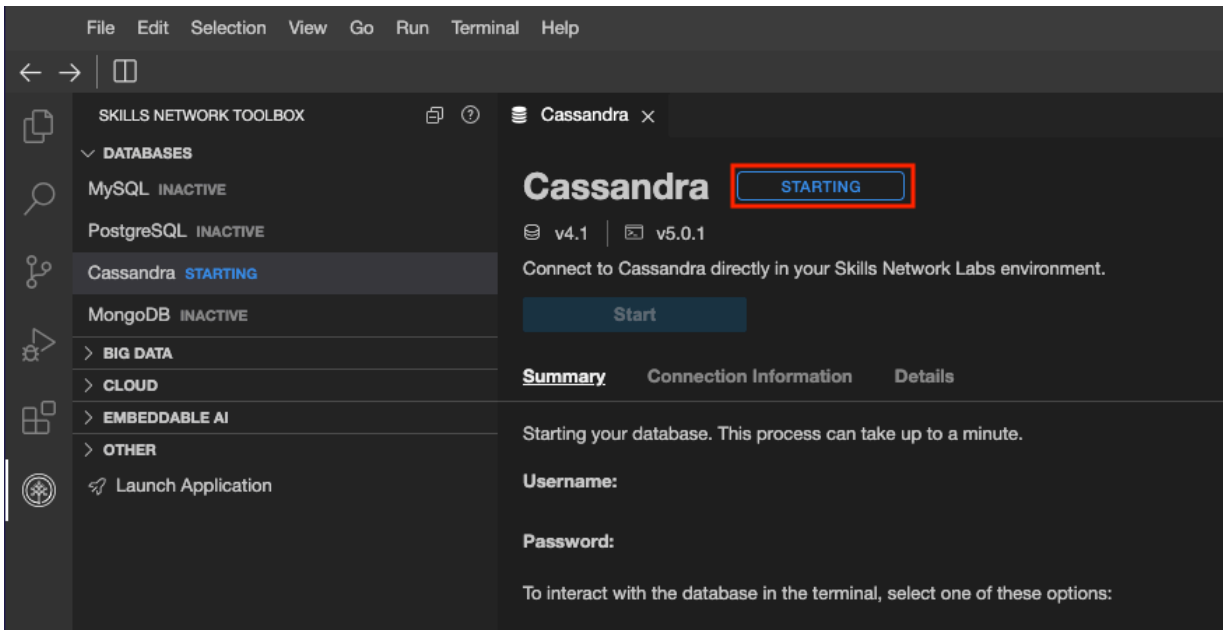 File Edit Selection View Go Run Terminal Help
SKILLS NETWORK TOOLBOX
DATABASES
MySQL INACTIVE
PostgreSQL INACTIVE
Cassandra STARTING
MongoDB INACTIVE
BIG DATA
CLOUD
EMBEDDABLE AI
OTHER
Launch Application
Cassandra
Cassandra STARTING
v4.1 v5.0.1
Connect to Cassandra directly in your Skills Network Labs environment.
Start
Summary Connection Information Details
Starting your database. This process can take up to a minute.
Username:
Password:
To interact with the database in the terminal, select one of these options: